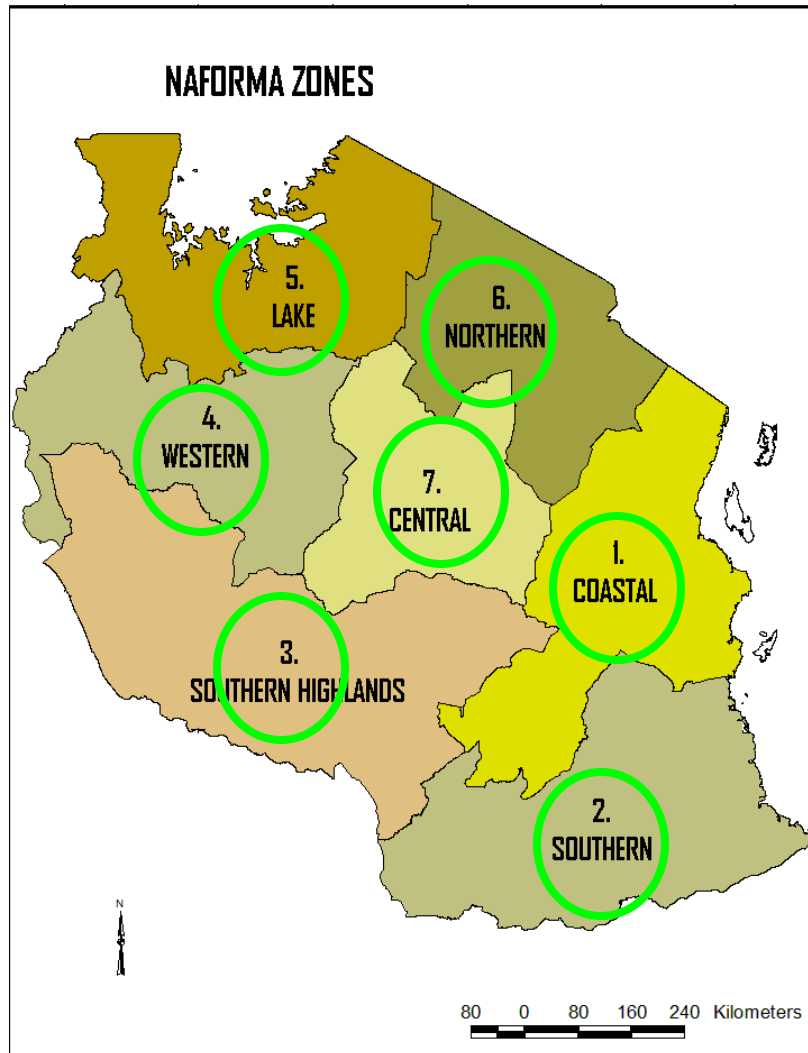 NAFORMA ZONES
5.
LAKE
6.
NORTHERN
4.
WESTERN
7.
CENTRAL
1.
COASTAL
3.
SOUTHERN HIGHLANDS
2.
SOUTHERN
N
80 0 80 160 240 Kilometers